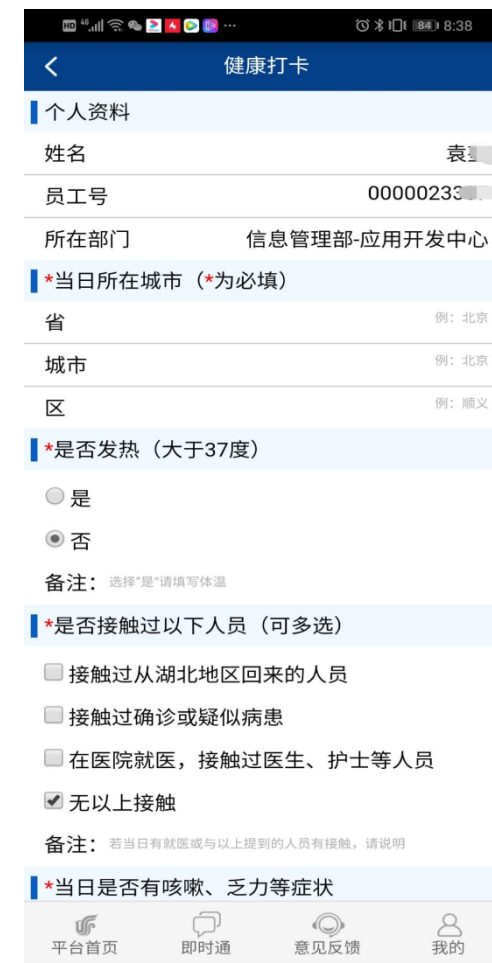 HD 46 84 8:38
健康打卡
个人资料
姓名 袁
员工号 0000023
所在部门 信息管理部-应用开发中心
*当日所在城市（*为必填）
省 例：北京
城市 例：北京
区 例：顺义
*是否发热（大于37度）
是
否
备注：选择"是"请填写体温
*是否接触过以下人员（可多选）
接触过从湖北地区回来的人员
接触过确诊或疑似病患
在医院就医，接触过医生、护士等人员
无以上接触
备注：若当日有就医或与以上提到的人员有接触，请说明
*当日是否有咳嗽、乏力等症状
平台首页 即时通 意见反馈 我的